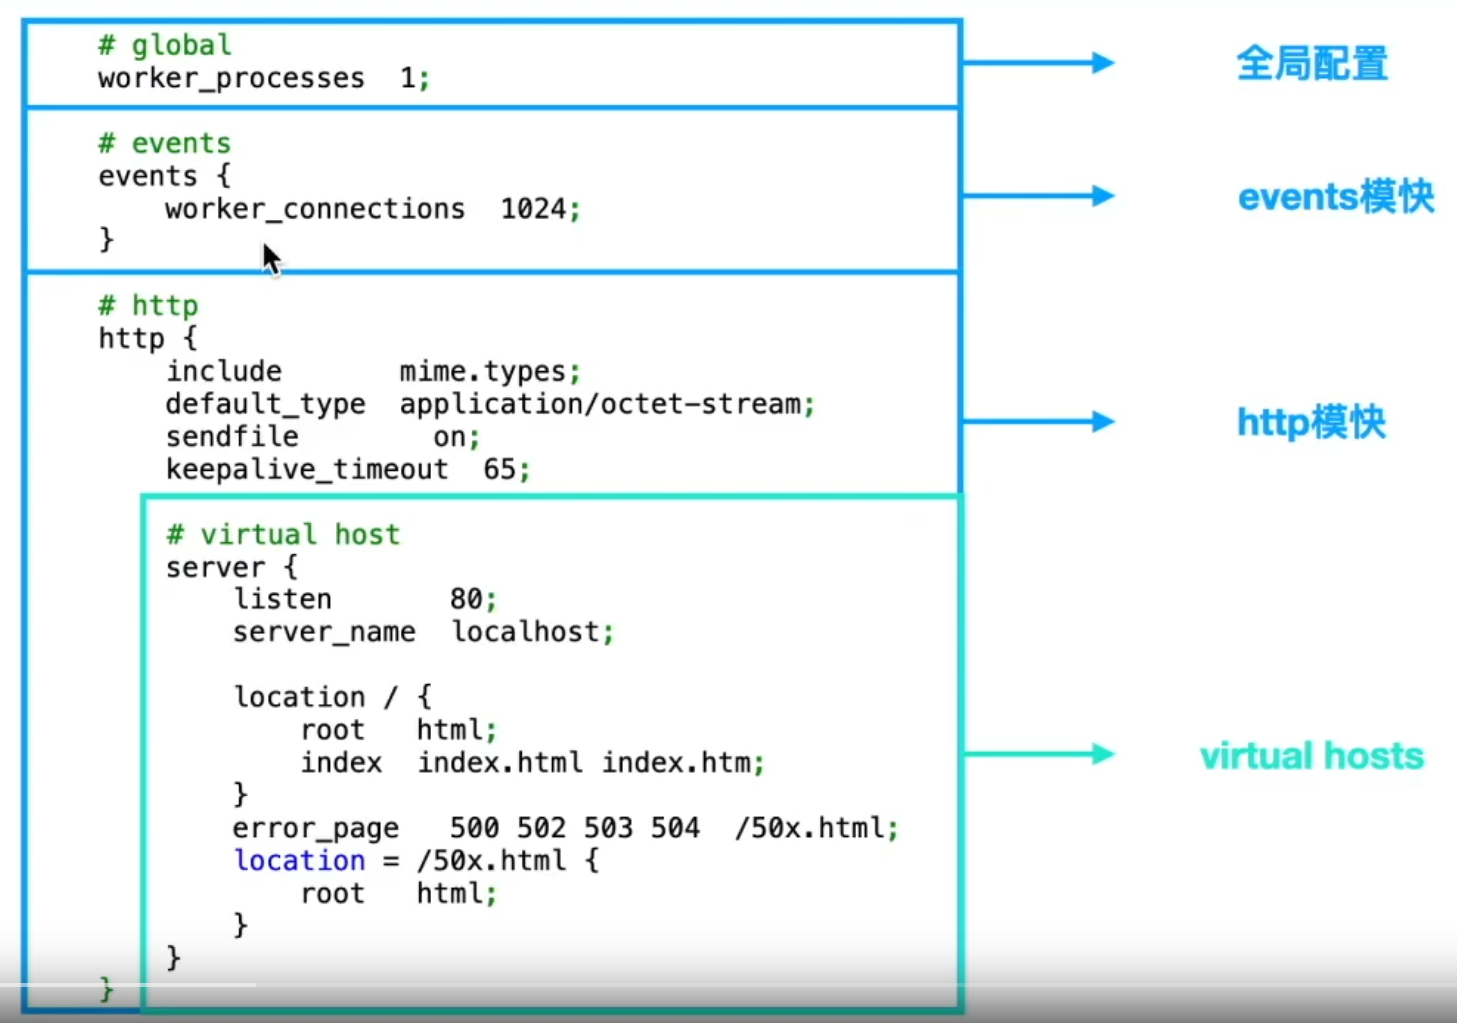 # global
worker_processes  1;
全局配置
# events
events {
    worker_connections  1024;
}
events模快
# http
http {
    include       mime.types;
    default_type  application/octet-stream;
    sendfile        on;
    keepalive_timeout  65;
http模快
    # virtual host
    server {
        listen       80;
        server_name  localhost;
        location / {
            root   html;
            index  index.html index.htm;
        }
        error_page   500 502 503 504  /50x.html;
        location = /50x.html {
            root   html;
        }
    }
}
virtual hosts